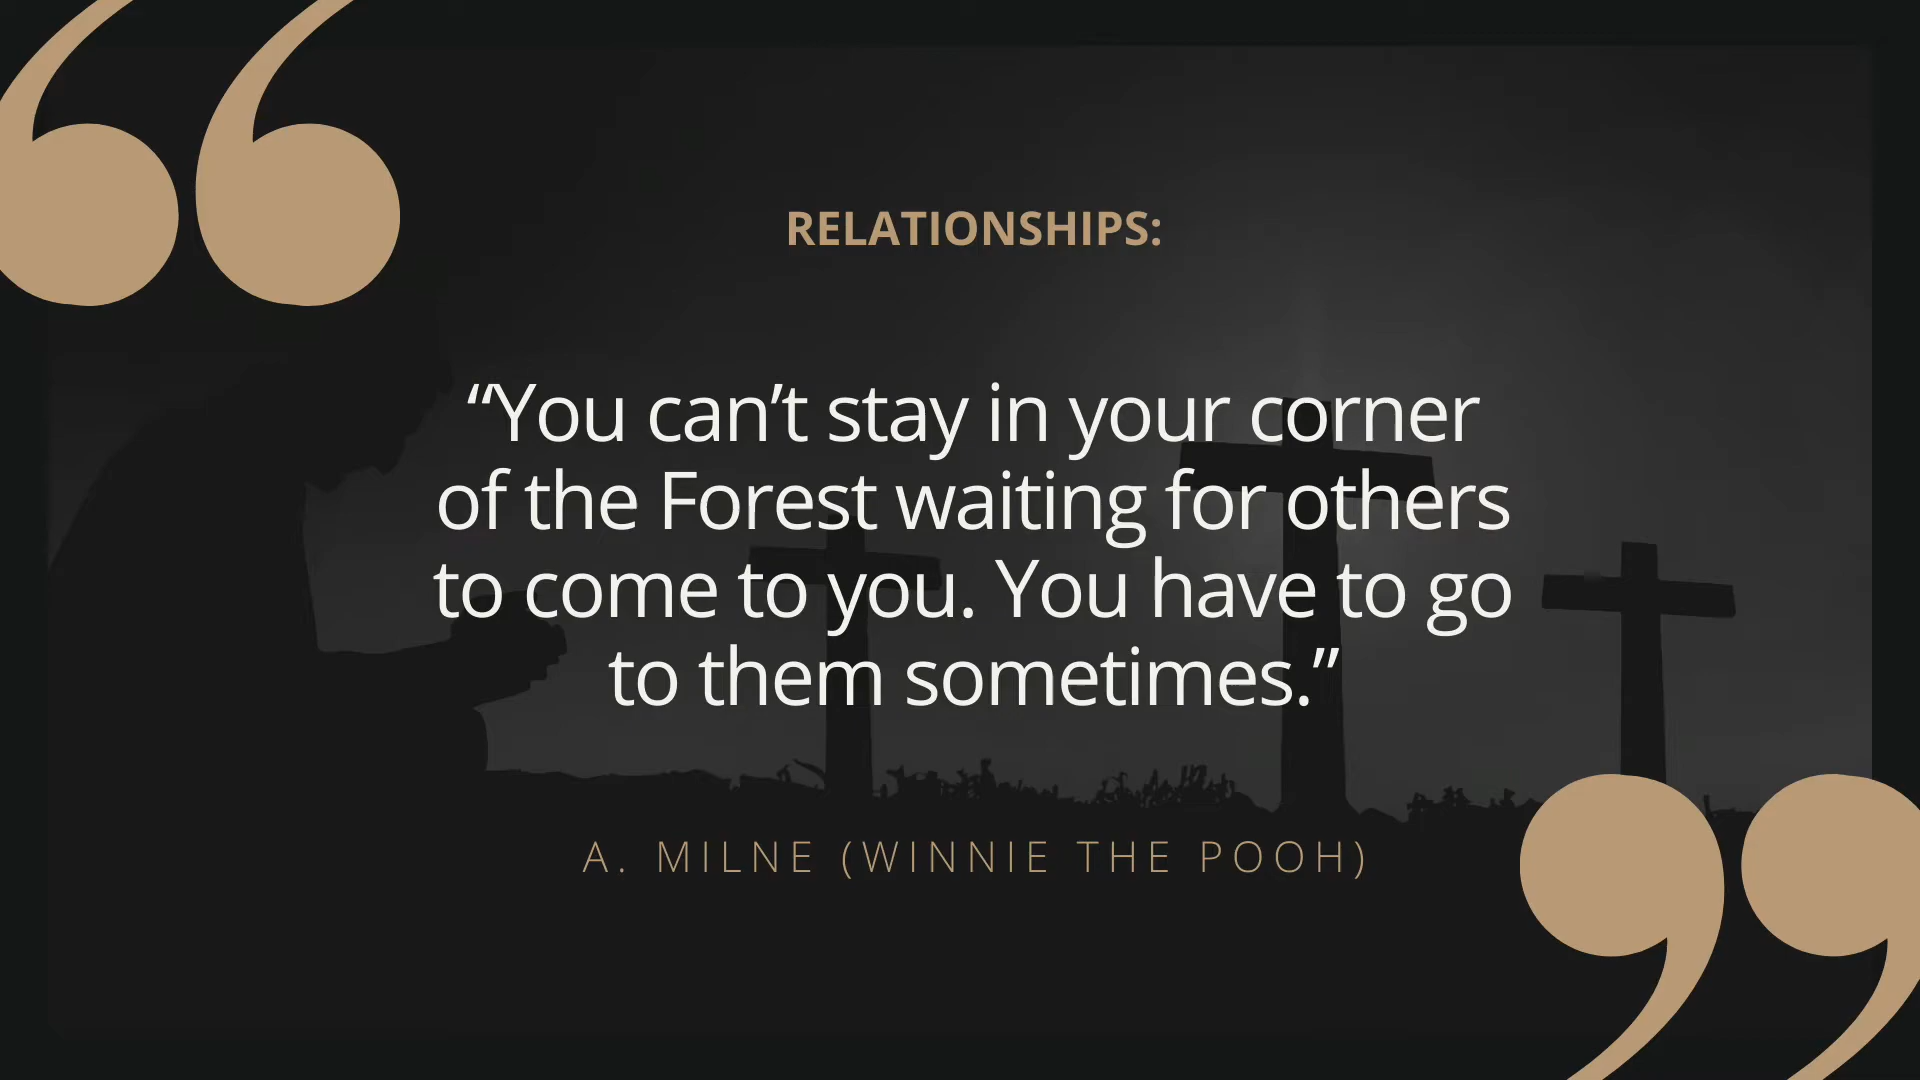 RELATIONSHIPS:
“You can’t stay in your corner
of the Forest waiting for others
to come to you. You have to go
to them sometimes.”
A. MILNE (WINNIE THE POOH)